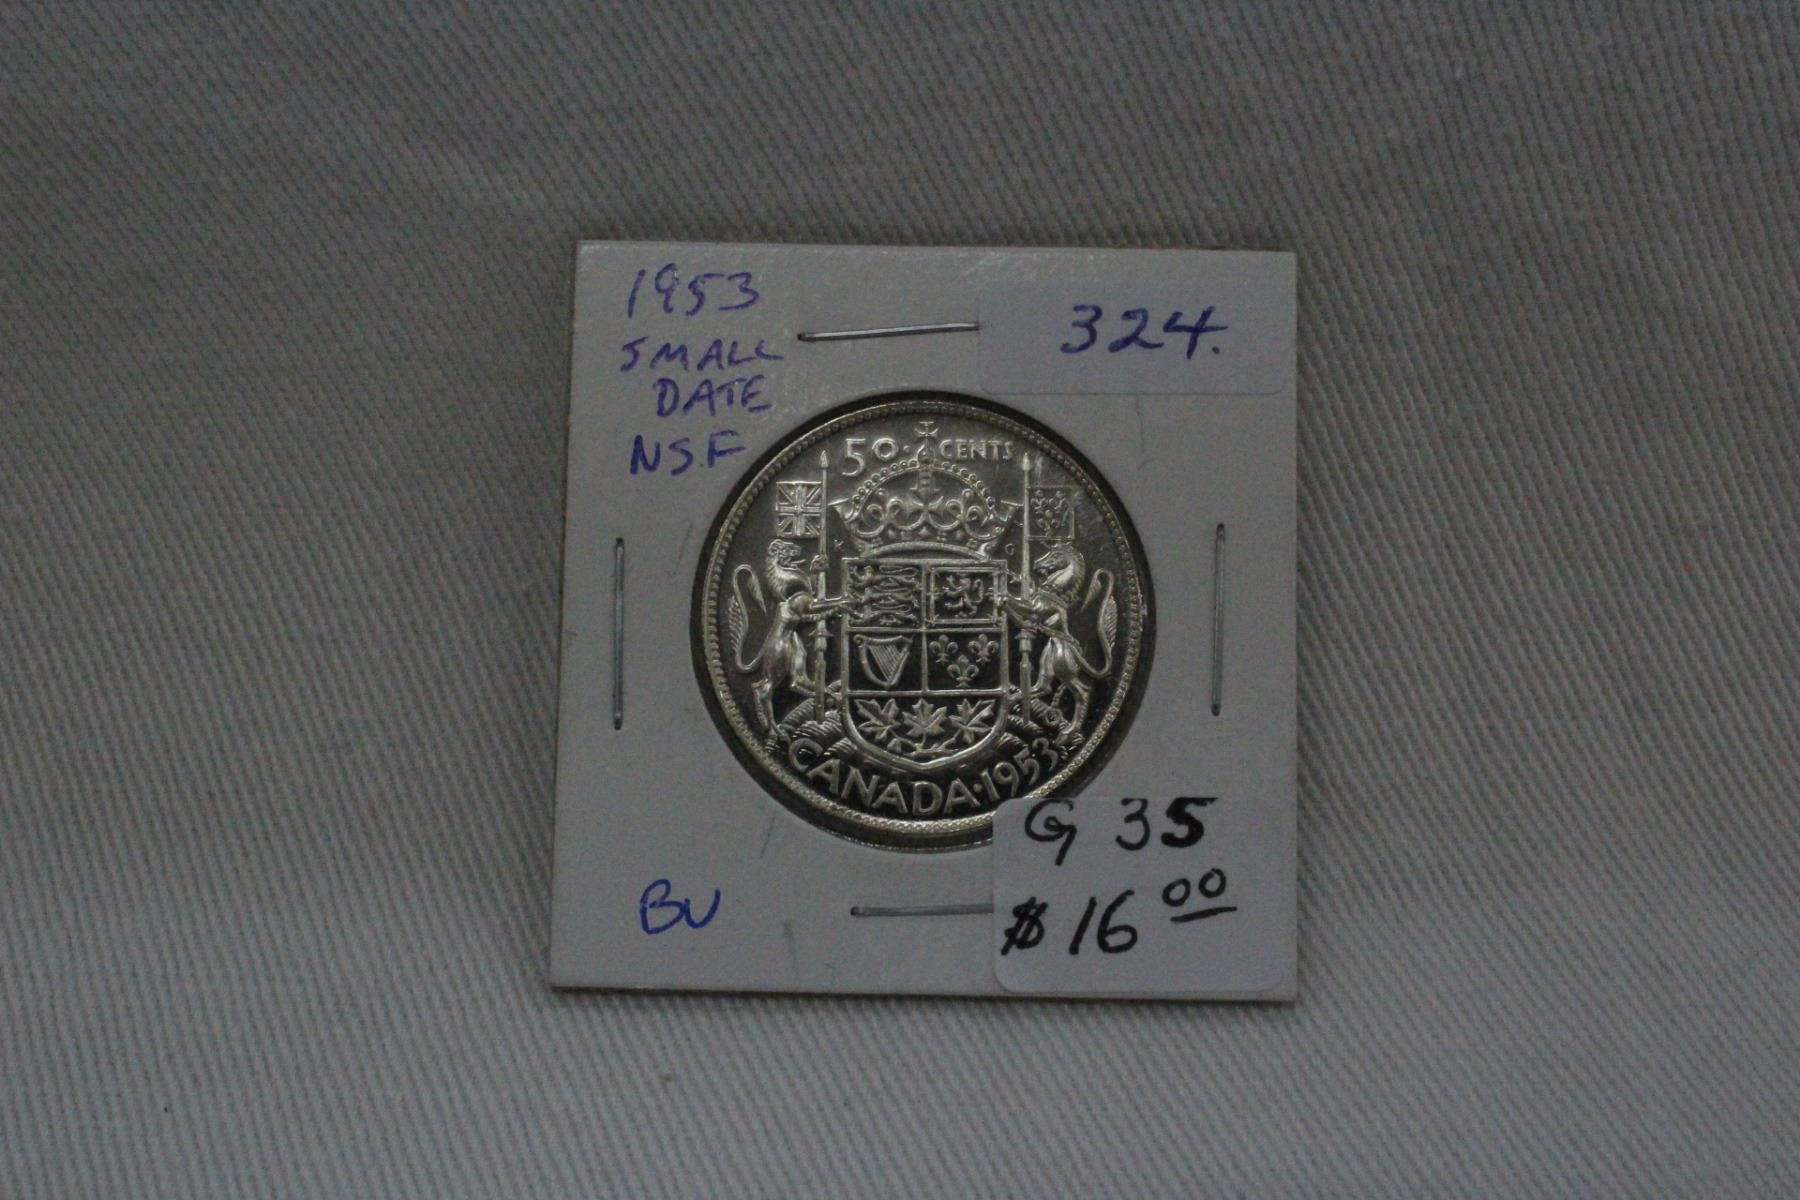 1953
SMALL
DATE
NSF
324.
50 · CENTS
K G
CANADA · 1953
BU
G 35
$16.00